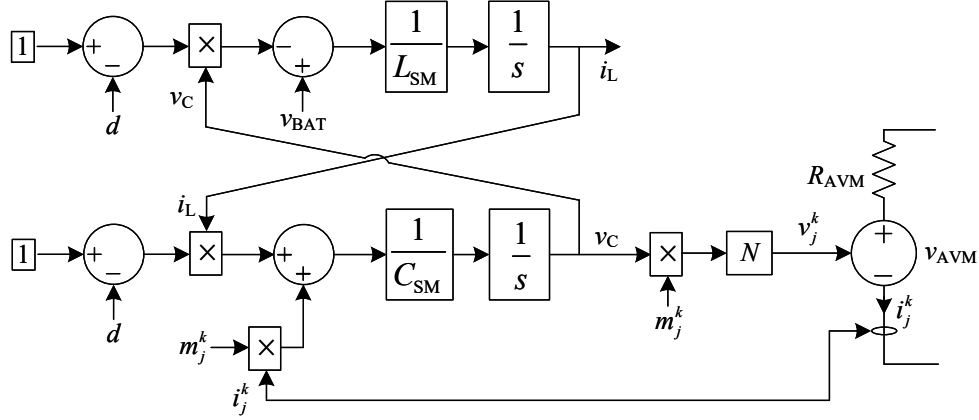 1 + − d × v_C − + v_BAT 1/L_SM 1/s i_L
R_AVM
1 + − d i_L × + + 1/C_SM 1/s v_C × m_j^k N v_j^k + − v_AVM
i_j^k
m_j^k ×
i_j^k